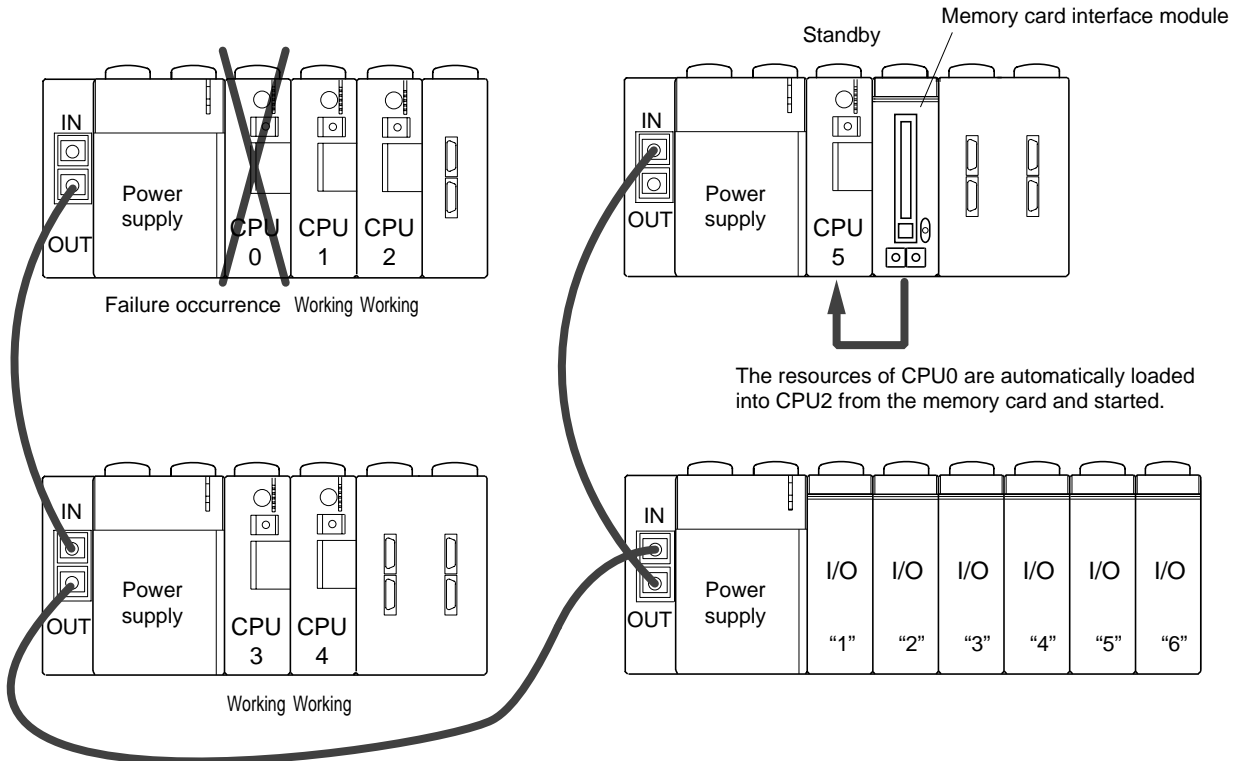 Memory card interface module
Standby
IN
OUT
Power
supply
CPU
0
CPU
1
CPU
2
Failure occurrence
Working
Working
IN
OUT
Power
supply
CPU
5
The resources of CPU0 are automatically loaded
into CPU2 from the memory card and started.
IN
OUT
Power
supply
CPU
3
CPU
4
Working
Working
IN
OUT
Power
supply
I/O
“1”
I/O
“2”
I/O
“3”
I/O
“4”
I/O
“5”
I/O
“6”